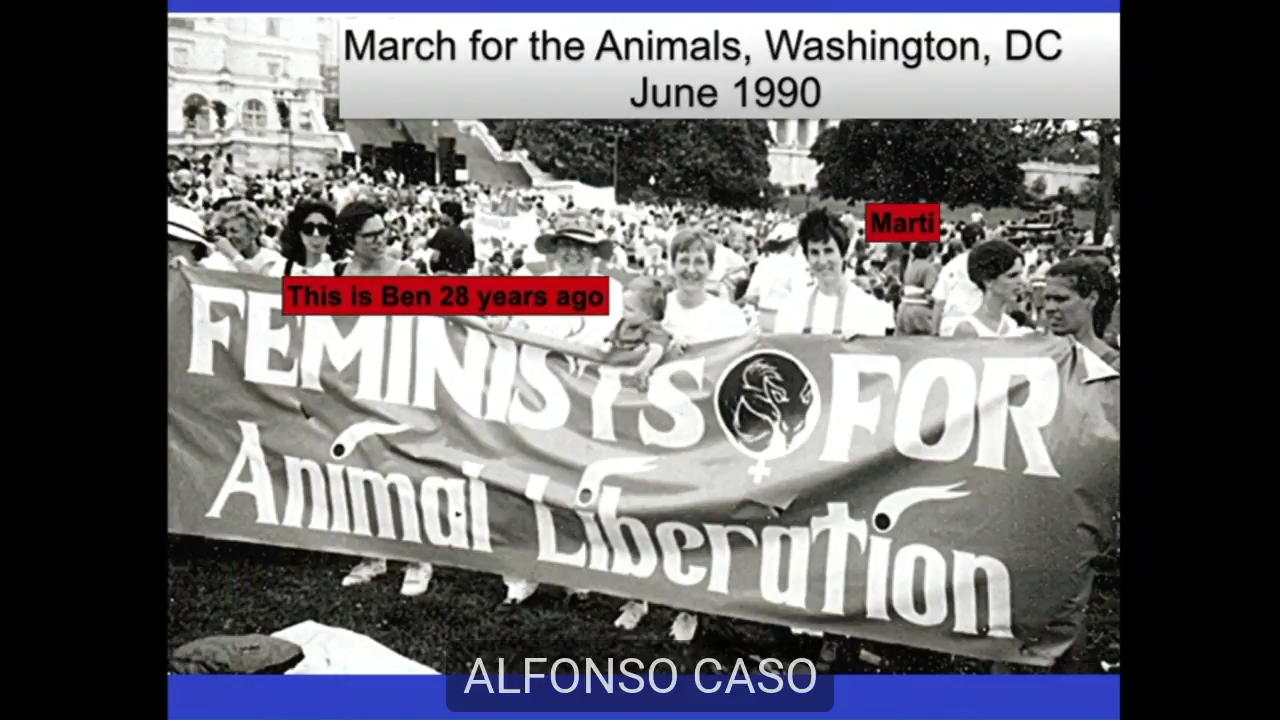 March for the Animals, Washington, DC
June 1990
Marti
This is Ben 28 years ago
FEMINISTS FOR
Animal Liberation
ALFONSO CASO